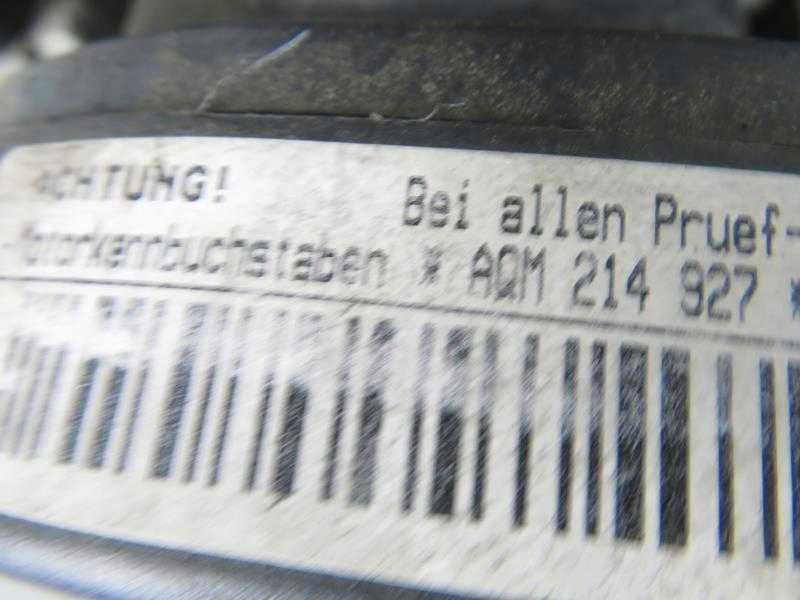 ACHTUNG! Bei allen Pruef-
Motorkennbuchstaben * AQM 214 927 *